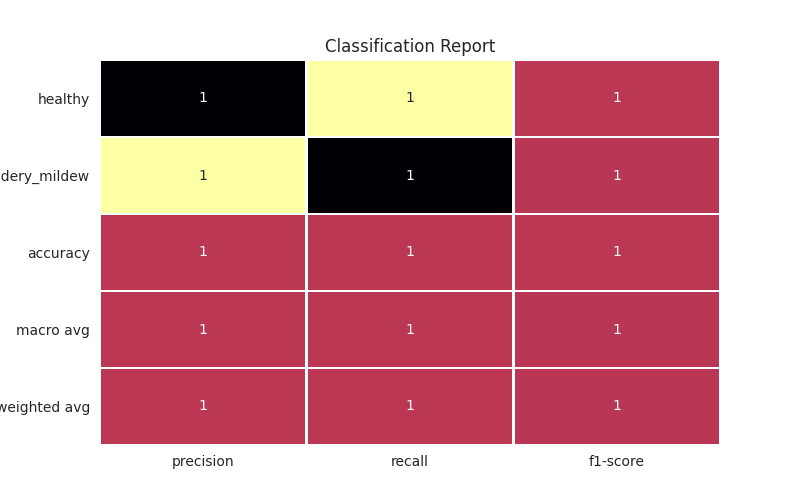 Classification Report
healthy 1 1 1
dery_mildew 1 1 1
accuracy 1 1 1
macro avg 1 1 1
weighted avg 1 1 1
precision recall f1-score